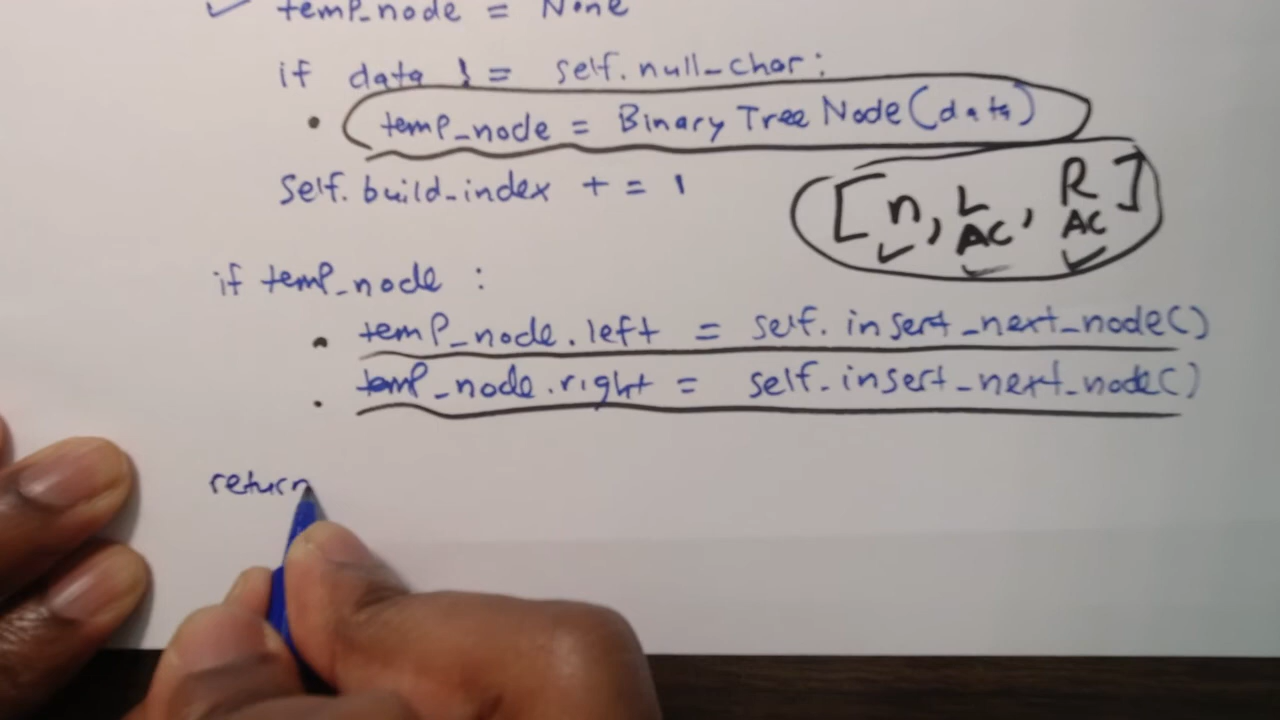 temp_node = None
if data != self.null_char:
temp_node = Binary Tree Node(data)
self.build_index += 1
[n, L, R]
AC AC
if temp_node :
temp_node.left = self.insert_next_node()
temp_node.right = self.insert_next_node()
return